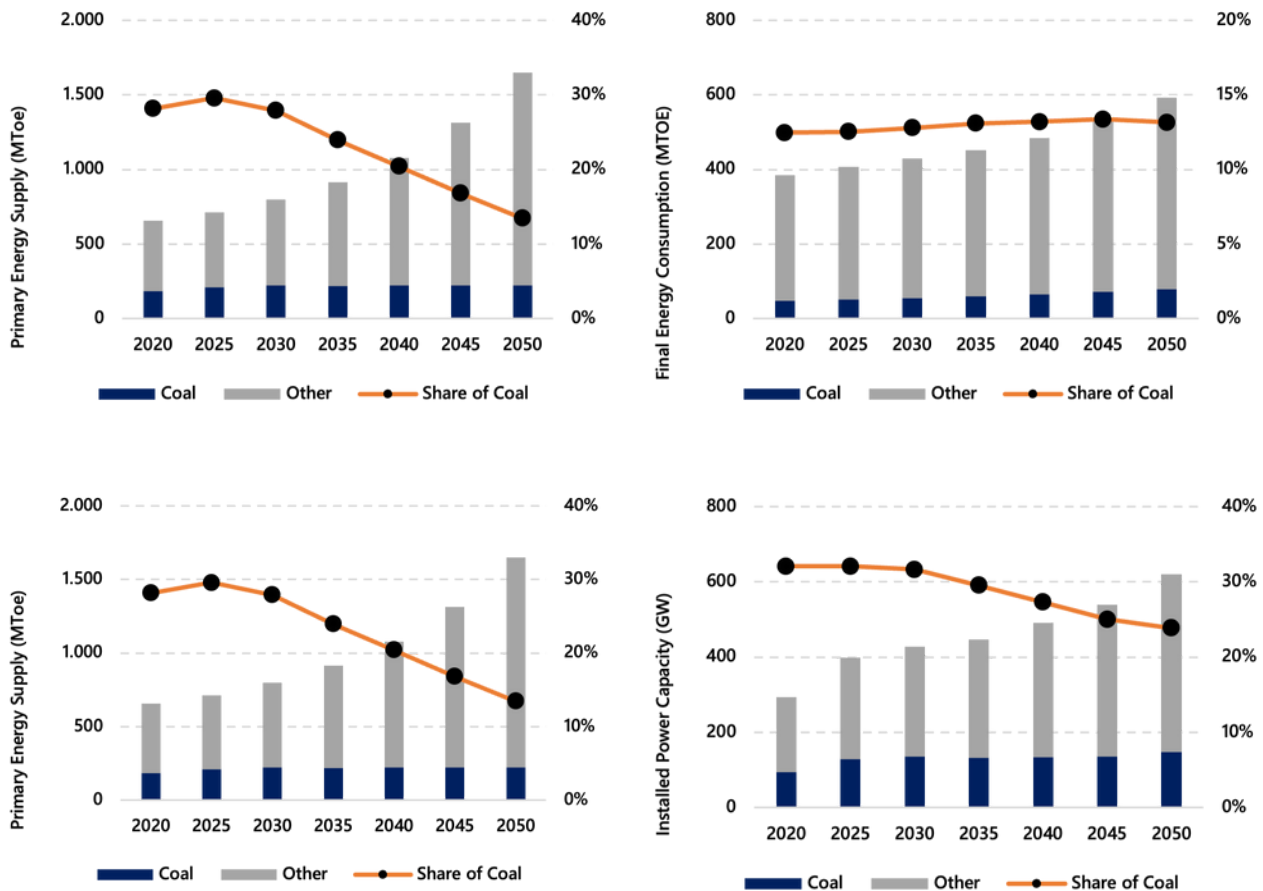 Primary Energy Supply (MToe)
2.000 40%
1.500 30%
1.000 20%
500 10%
0 0%
2020 2025 2030 2035 2040 2045 2050
Coal Other Share of Coal
Final Energy Consumption (MTOE)
800 20%
600 15%
400 10%
200 5%
0 0%
2020 2025 2030 2035 2040 2045 2050
Coal Other Share of Coal
Primary Energy Supply (MToe)
2.000 40%
1.500 30%
1.000 20%
500 10%
0 0%
2020 2025 2030 2035 2040 2045 2050
Coal Other Share of Coal
Installed Power Capacity (GW)
800 40%
600 30%
400 20%
200 10%
0 0%
2020 2025 2030 2035 2040 2045 2050
Coal Other Share of Coal